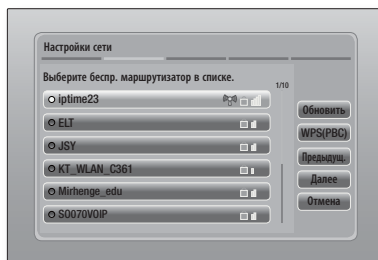 Настройки сети
Выберите беспр. маршрутизатор в списке.
1/10
iptime23
ELT
JSY
KT_WLAN_C361
Mirhenge_edu
SO070VOIP
Обновить
WPS(PBC)
Предыдущ.
Далее
Отмена